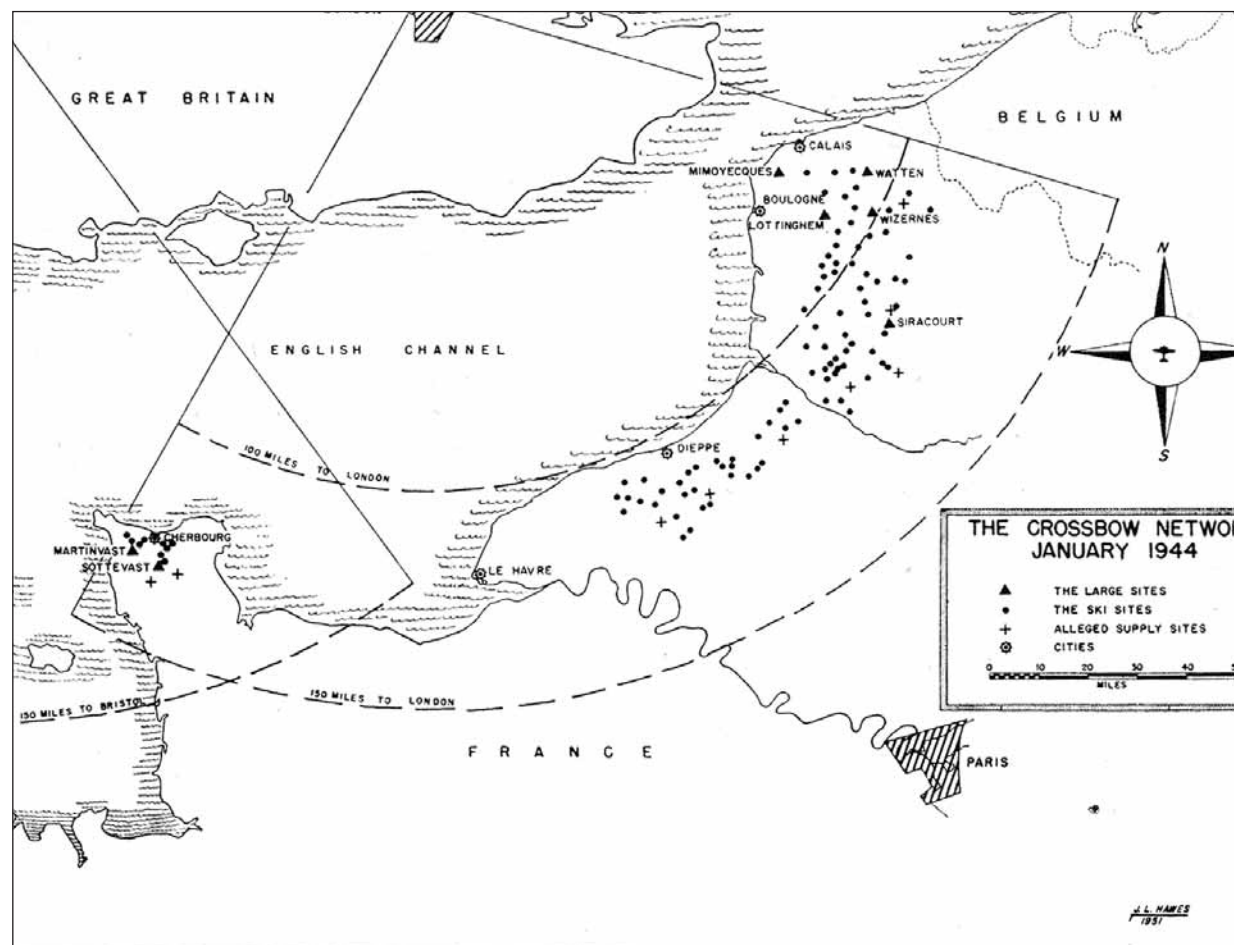 GREAT BRITAIN
BELGIUM
CALAIS
MIMOYECQUES
WATTEN
BOULOGNE
LOTTINGHEM
WIZERNES
SIRACOURT
ENGLISH CHANNEL
N
W
S
100 MILES TO LONDON
DIEPPE
CHERBOURG
MARTINVAST
SOTTEVAST
LE HAVRE
THE CROSSBOW NETWOR
JANUARY 1944
THE LARGE SITES
THE SKI SITES
ALLEGED SUPPLY SITES
CITIES
0 10 20 30 40
MILES
150 MILES TO BRISTOL
150 MILES TO LONDON
FRANCE
PARIS
J. L. HAWES
1951